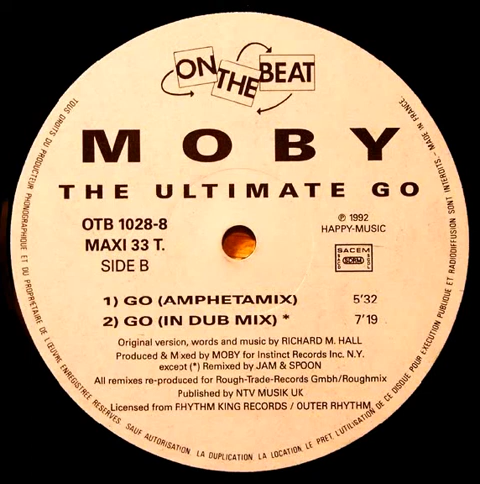 ON THE BEAT
MOBY
THE ULTIMATE GO
OTB 1028-8
MAXI 33 T.
SIDE B
℗ 1992
HAPPY-MUSIC
SACEM
SDRM
1) GO (AMPHETAMIX) 5'32
2) GO (IN DUB MIX) * 7'19
Original version, words and music by RICHARD M. HALL
Produced & Mixed by MOBY for Instinct Records Inc. N.Y.
except (*) Remixed by JAM & SPOON
All remixes re-produced for Rough-Trade-Records Gmbh/Roughmix
Published by NTV MUSIK UK
Licensed from FHYTHM KING RECORDS / OUTER RHYTHM
TOUS DROITS DU PRODUCTEUR PHONOGRAPHIQUE ET DU PROPRIETAIRE DE L'ŒUVRE ENREGISTREE RESERVES. SAUF AUTORISATION LA DUPLICATION, LA LOCATION, LE PRET, L'UTILISATION DE CE DISQUE POUR EXECUTION PUBLIQUE ET RADIODIFFUSION SONT INTERDITS. - MADE IN FRANCE.